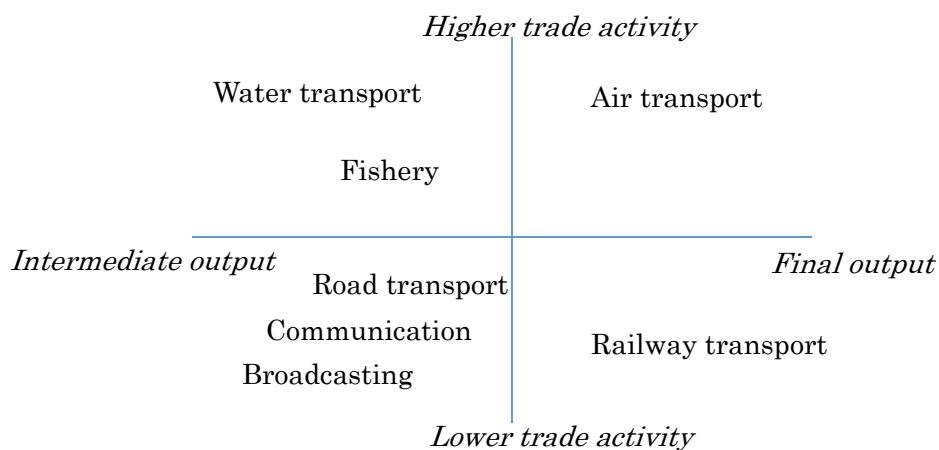 Higher trade activity
Water transport
Air transport
Fishery
Intermediate output
Final output
Road transport
Communication
Railway transport
Broadcasting
Lower trade activity